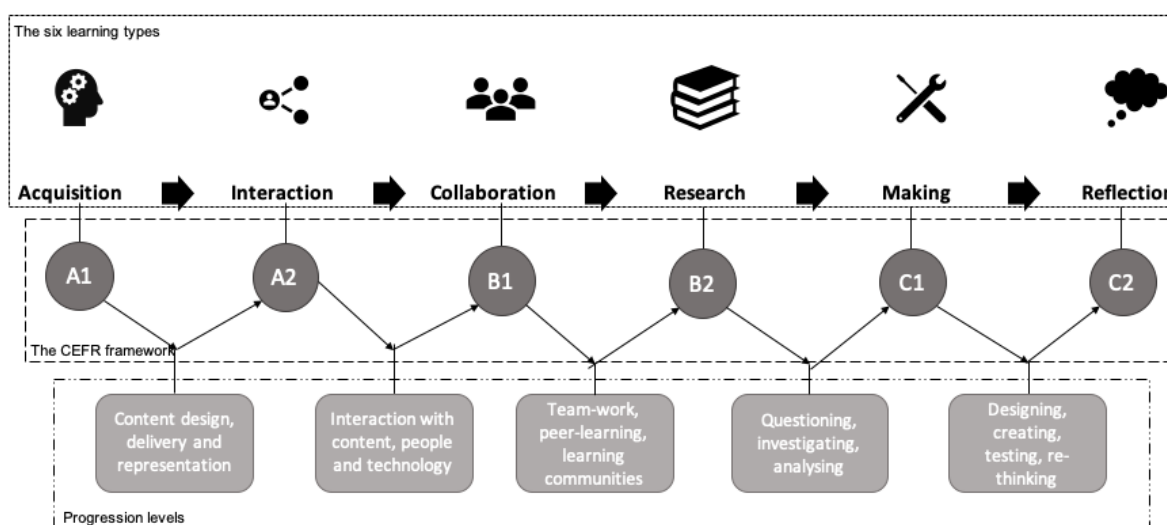 The six learning types
Acquisition
Interaction
Collaboration
Research
Making
Reflection
A1
A2
B1
B2
C1
C2
The CEFR framework
Content design,
delivery and
representation
Interaction with
content, people
and technology
Team-work,
peer-learning,
learning
communities
Questioning,
investigating,
analysing
Designing,
creating,
testing, re-
thinking
Progression levels